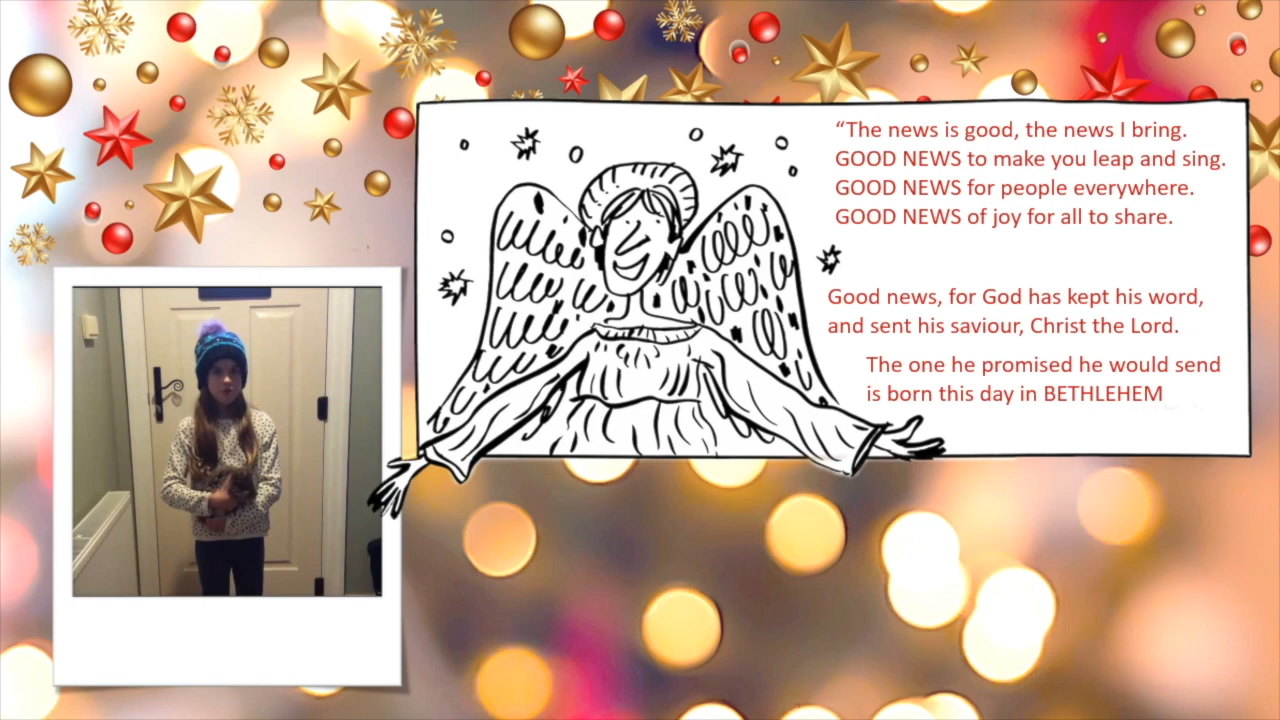 “The news is good, the news I bring.
GOOD NEWS to make you leap and sing.
GOOD NEWS for people everywhere.
GOOD NEWS of joy for all to share.
Good news, for God has kept his word,
and sent his saviour, Christ the Lord.
The one he promised he would send
is born this day in BETHLEHEM